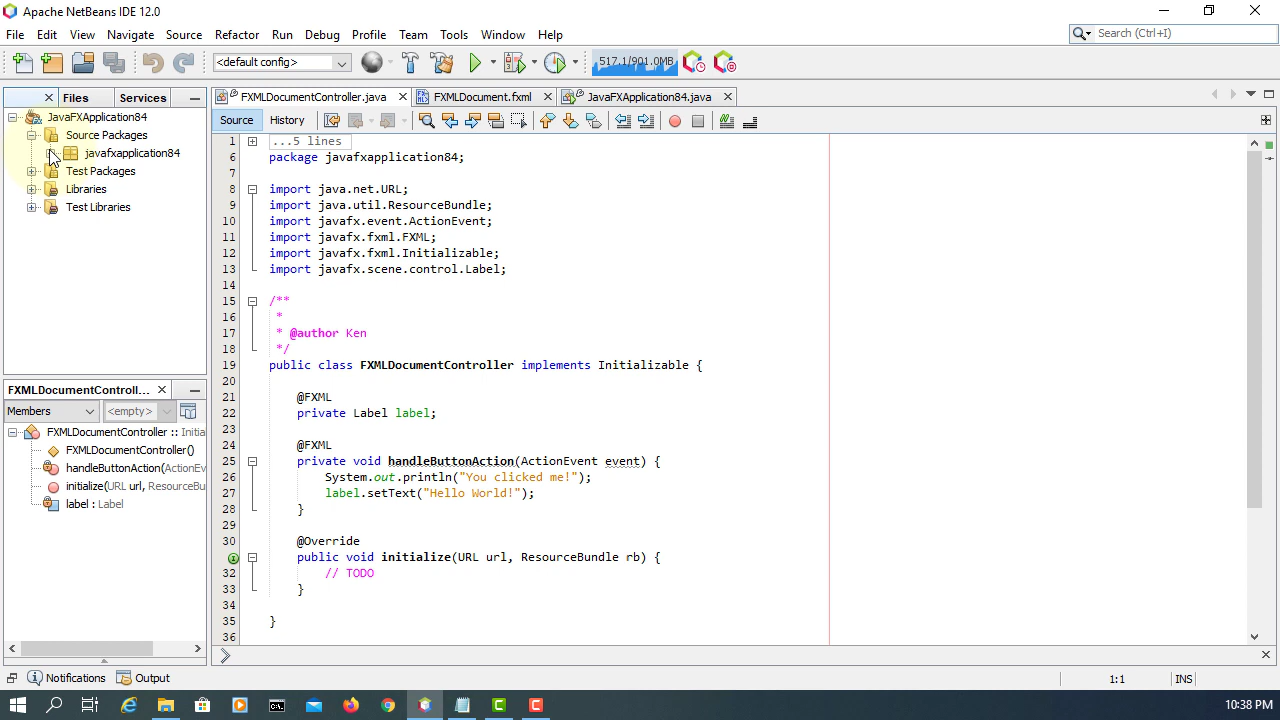 Apache NetBeans IDE 12.0
File Edit View Navigate Source Refactor Run Debug Profile Team Tools Window Help
Search (Ctrl+I)
<default config>
517.1/901.0MB
Files Services
FXMLDocumentController.java FXMLDocument.fxml JavaFXApplication84.java
Source History
JavaFXApplication84
Source Packages
javafxapplication84
Test Packages
Libraries
Test Libraries
FXMLDocumentControll...
Members <empty>
FXMLDocumentController :: Initia
FXMLDocumentController()
handleButtonAction(ActionEv
initialize(URL url, ResourceBu
label : Label
1 ...5 lines
6 package javafxapplication84;
7
8 import java.net.URL;
9 import java.util.ResourceBundle;
10 import javafx.event.ActionEvent;
11 import javafx.fxml.FXML;
12 import javafx.fxml.Initializable;
13 import javafx.scene.control.Label;
14
15 /**
16 *
17 * @author Ken
18 */
19 public class FXMLDocumentController implements Initializable {
20
21 @FXML
22 private Label label;
23
24 @FXML
25 private void handleButtonAction(ActionEvent event) {
26 System.out.println("You clicked me!");
27 label.setText("Hello World!");
28 }
29
30 @Override
public void initialize(URL url, ResourceBundle rb) {
32 // TODO
33 }
34
35 }
36
Notifications Output
1:1 INS
10:38 PM